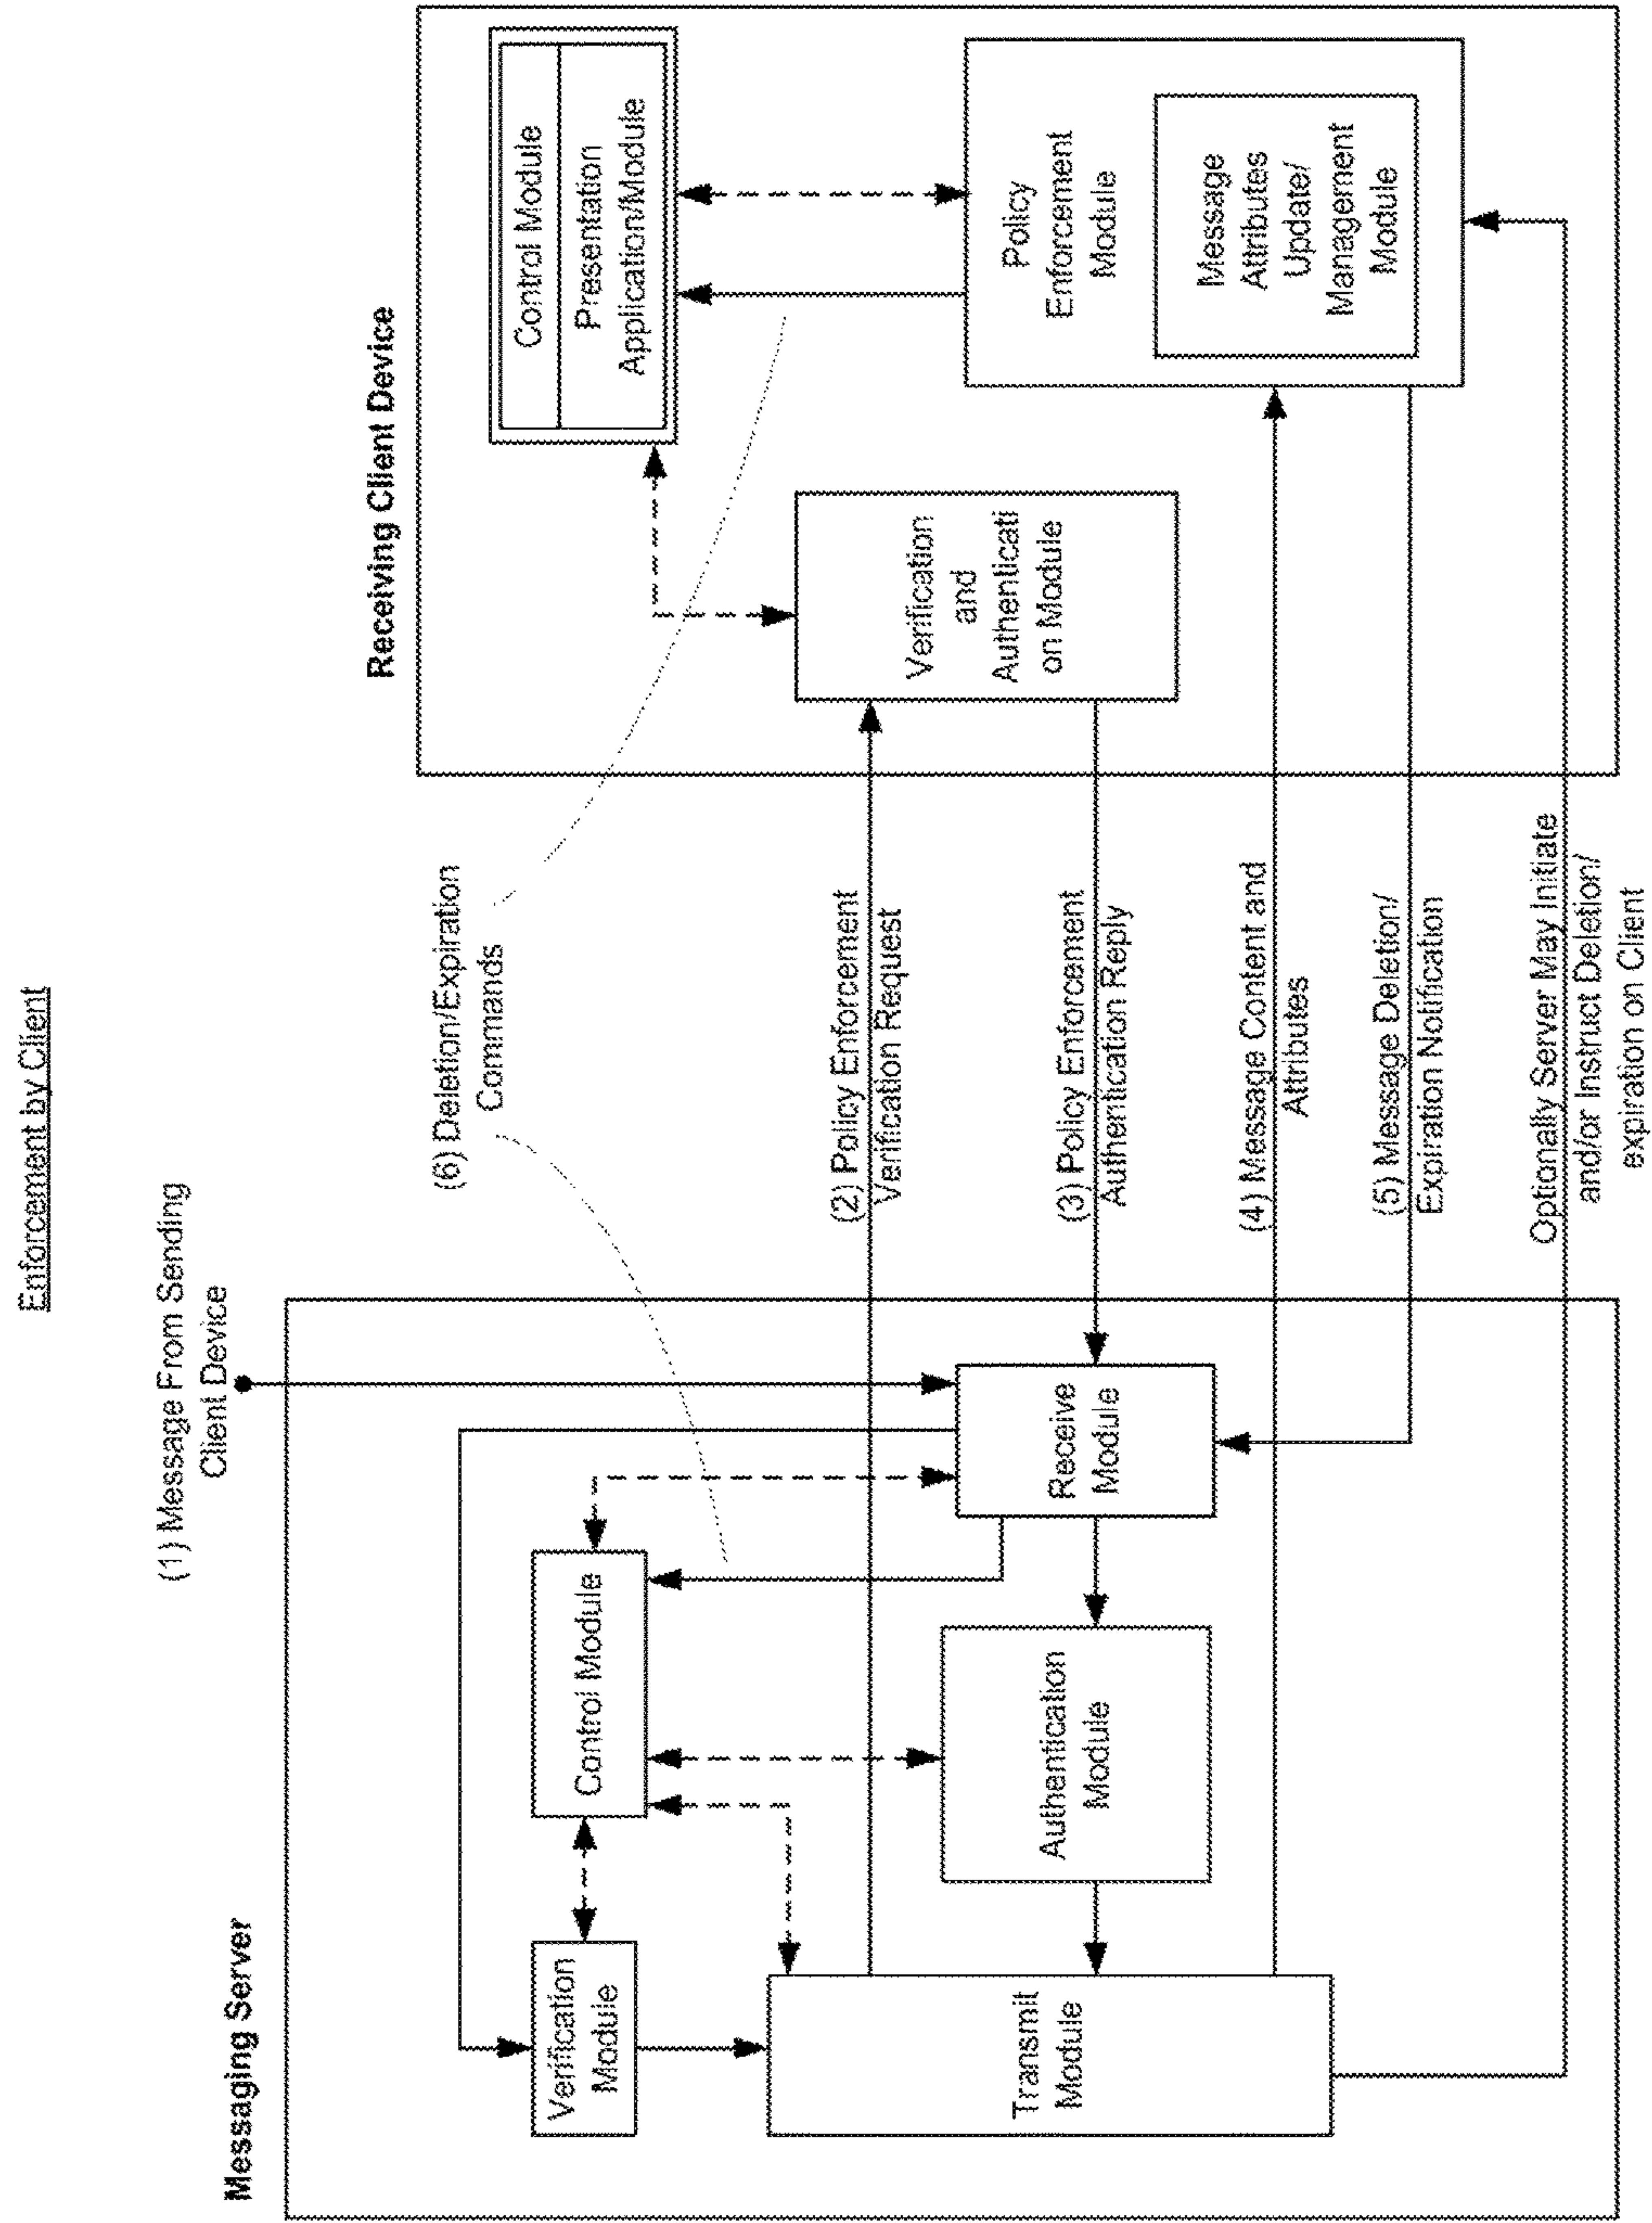 Enforcement by Client
(1) Message From Sending
Client Device
Messaging Server
Receiving Client Device
(6) Deletion/Expiration
Commands
Verification
Module
Control Module
Control Module
Presentation
Application/Module
(2) Policy Enforcement
Verification Request
Verification
and
Authenticati
on Module
Transmit
Module
Authentication
Module
Receive
Module
(3) Policy Enforcement
Authentication Reply
Policy
Enforcement
Module
Message
Attributes
Update/
Management
Module
(4) Message Content and
Attributes
(5) Message Deletion/
Expiration Notification
Optionally Server May Initiate
and/or Instruct Deletion/
expiration on Client